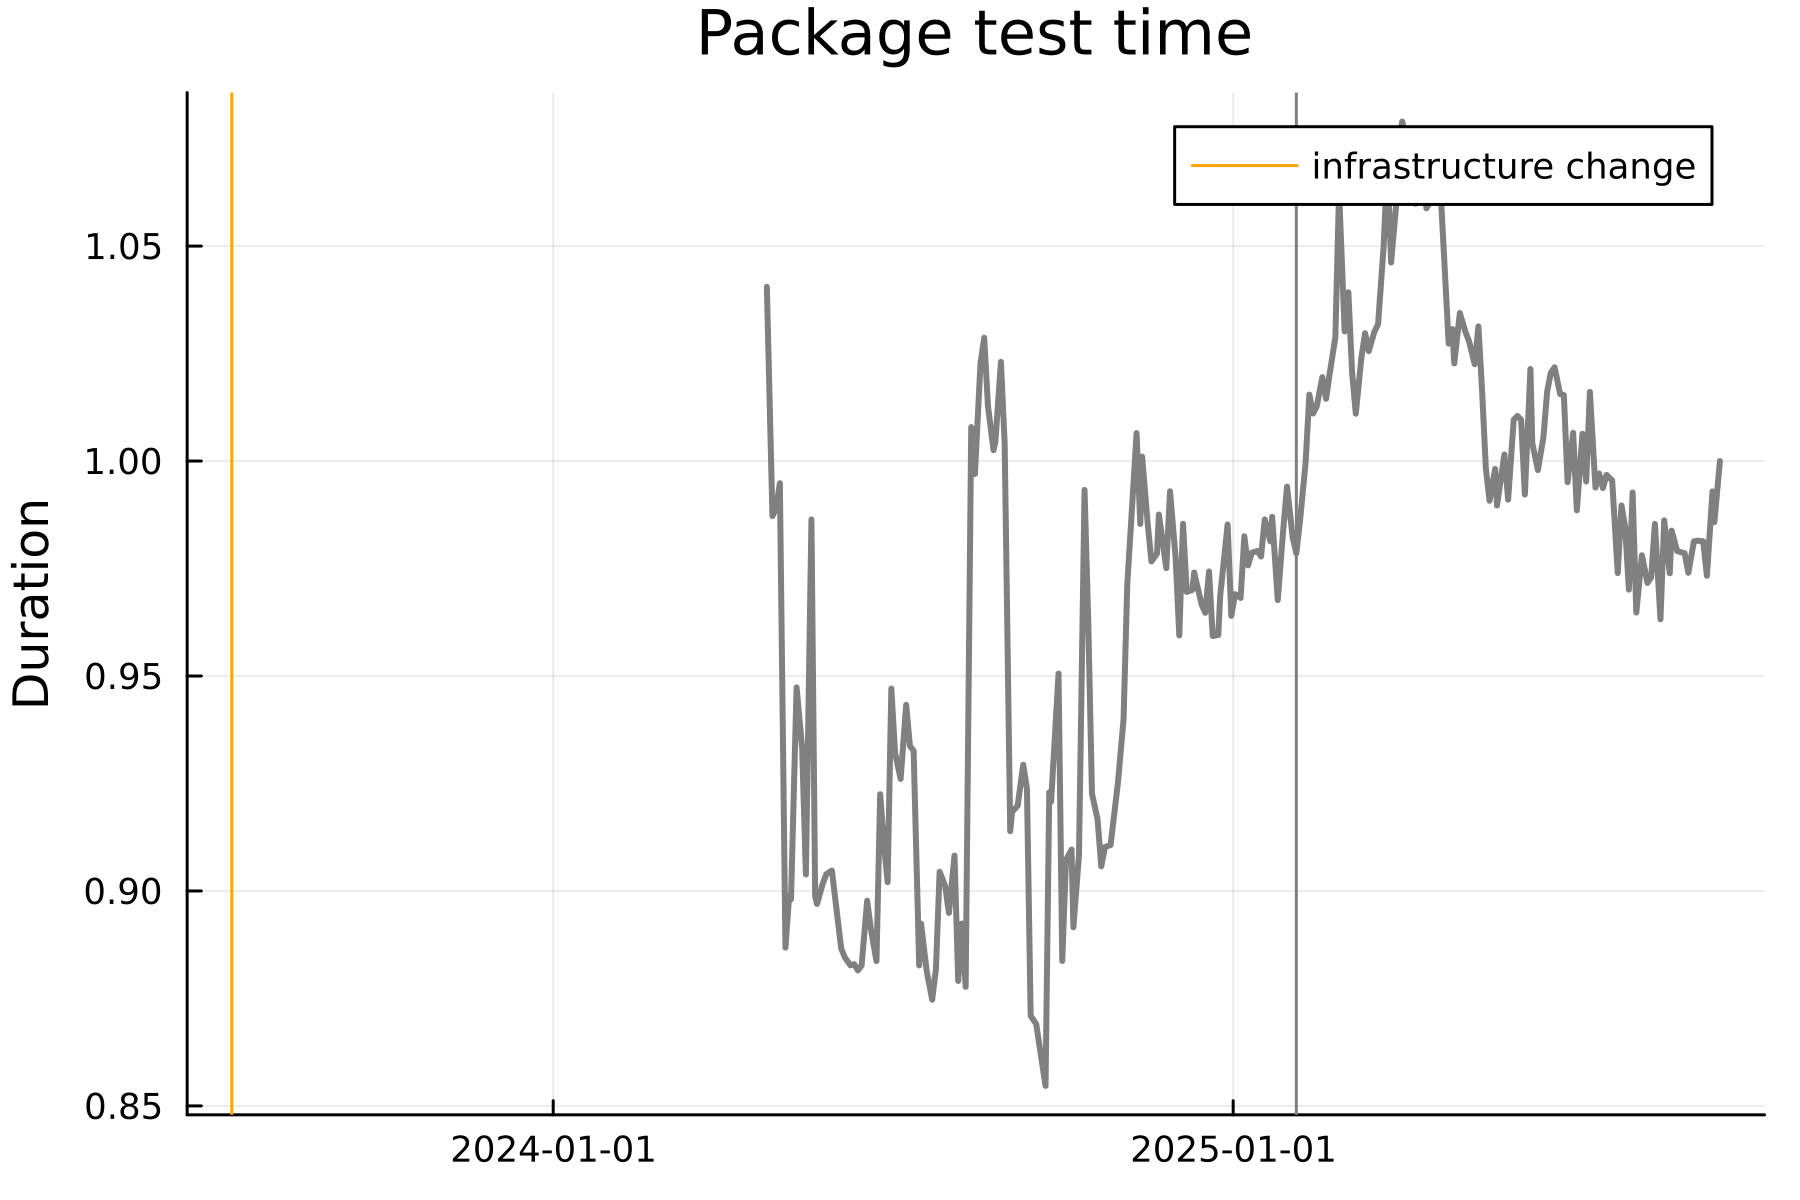 Package test time
infrastructure change
Duration
1.05
1.00
0.95
0.90
0.85
2024-01-01
2025-01-01